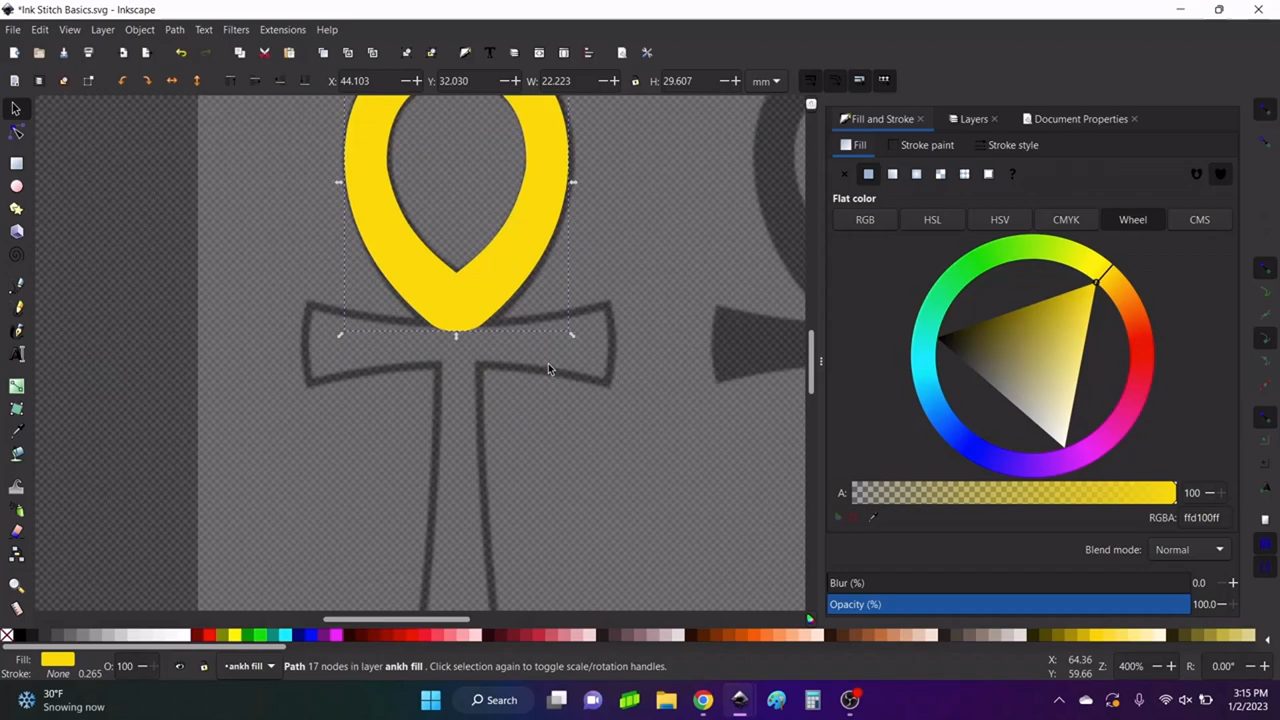 *Ink Stitch Basics.svg - Inkscape
File Edit View Layer Object Path Text Filters Extensions Help
X: 44.103 Y: 32.030 W: 22.223 H: 29.607 mm
Fill and Stroke Layers Document Properties
Fill Stroke paint Stroke style
?
Flat color
RGB HSL HSV CMYK Wheel CMS
A: 100
RGBA: ffd100ff
Blend mode: Normal
Blur (%) 0.0
Opacity (%) 100.0
Fill: O: 100 •ankh fill Path 17 nodes in layer ankh fill. Click selection again to toggle scale/rotation handles. X: 64.36 Z: 400% R: 0.00°
Stroke: None 0.265 Y: 59.66
30°F
Snowing now
Search
3:15 PM
1/2/2023